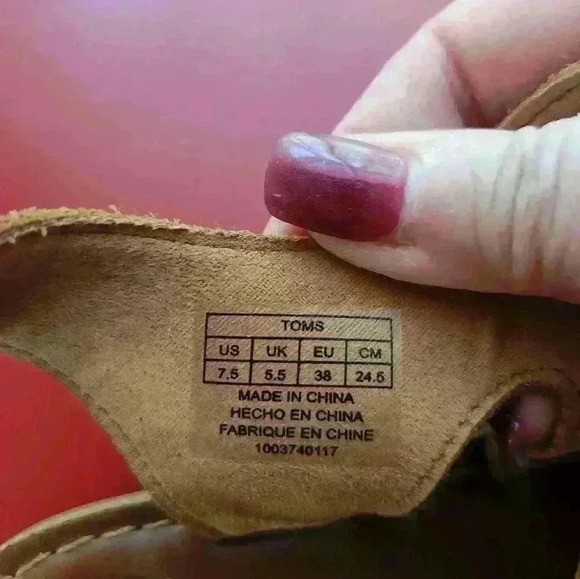 TOMS
US UK EU CM
7.5 5.5 38 24.5
MADE IN CHINA
HECHO EN CHINA
FABRIQUE EN CHINE
1003740117